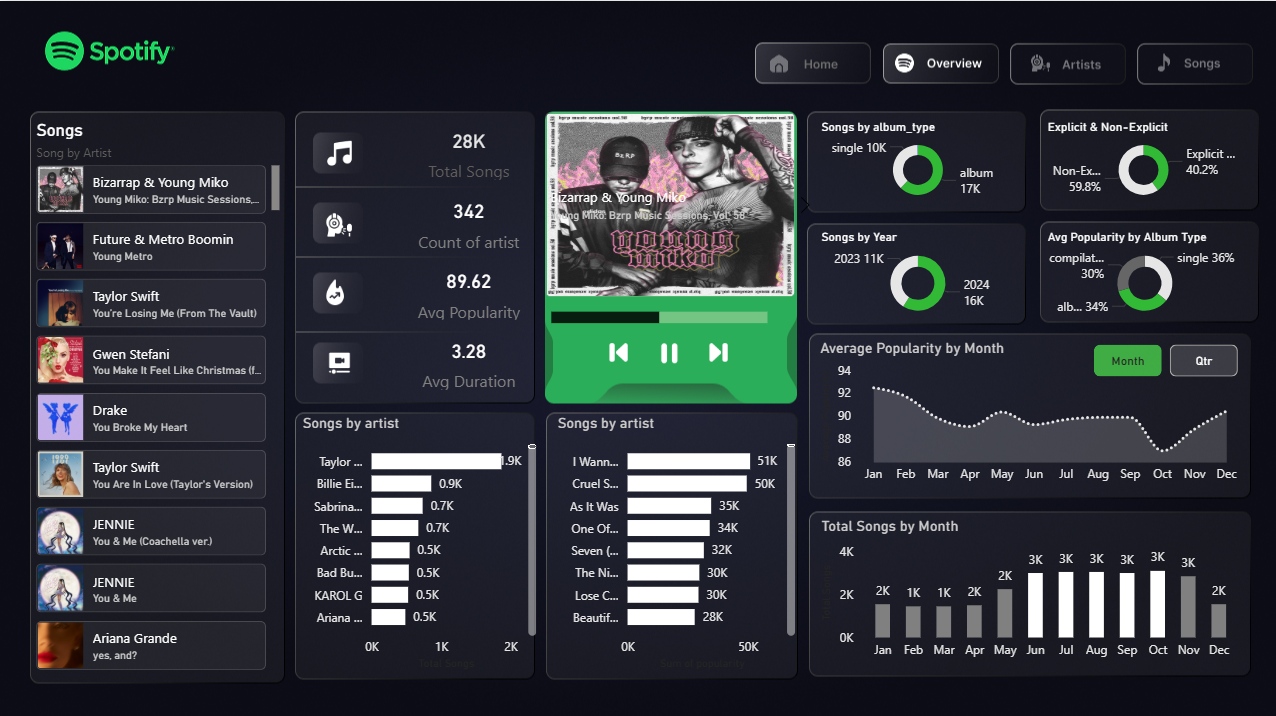 Spotify
Home
Overview
Artists
Songs
Songs
Song by Artist
Bizarrap & Young Miko
Young Miko: Bzrp Music Sessions,...
Future & Metro Boomin
Young Metro
Taylor Swift
You're Losing Me (From The Vault)
Gwen Stefani
You Make It Feel Like Christmas (f...
Drake
You Broke My Heart
Taylor Swift
You Are In Love (Taylor's Version)
JENNIE
You & Me (Coachella ver.)
JENNIE
You & Me
Ariana Grande
yes, and?
28K
Total Songs
342
Count of artist
89.62
Avg Popularity
3.28
Avg Duration
bzrp music sessions vol.58
Bz,RP
Bizarrap & Young Miko
Young Miko: Bzrp Music Sessions, Vol. 58
young
miko
Songs by album_type
single 10K
album
17K
Explicit & Non-Explicit
Explicit ...
40.2%
Non-Ex...
59.8%
Songs by Year
2023 11K
2024
16K
Avg Popularity by Album Type
compilat...
30%
single 36%
alb... 34%
Average Popularity by Month
Month
Qtr
94
92
90
88
86
Jan Feb Mar Apr May Jun Jul Aug Sep Oct Nov Dec
Songs by artist
Taylor ... 1.9K
Billie Ei... 0.9K
Sabrina... 0.7K
The W... 0.7K
Arctic ... 0.5K
Bad Bu... 0.5K
KAROL G 0.5K
Ariana ... 0.5K
0K 1K 2K
Total Songs
Songs by artist
I Wann... 51K
Cruel S... 50K
As It Was 35K
One Of... 34K
Seven (... 32K
The Ni... 30K
Lose C... 30K
Beautif... 28K
0K 50K
Sum of popularity
Total Songs by Month
4K
2K
0K
2K 1K 1K 2K 2K 3K 3K 3K 3K 3K 3K 2K
Jan Feb Mar Apr May Jun Jul Aug Sep Oct Nov Dec